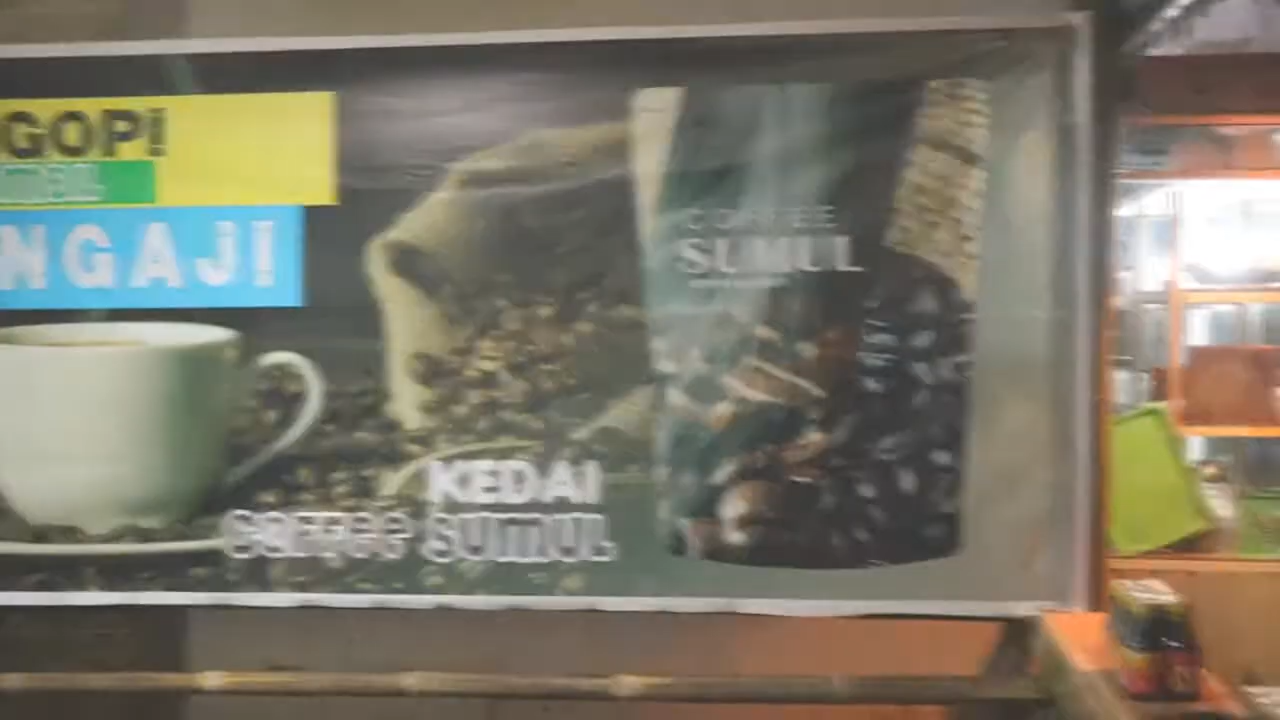 GOPI
NGAJI!
COFFEE
SUMUL
KEDAI
COFFEE SUMUL